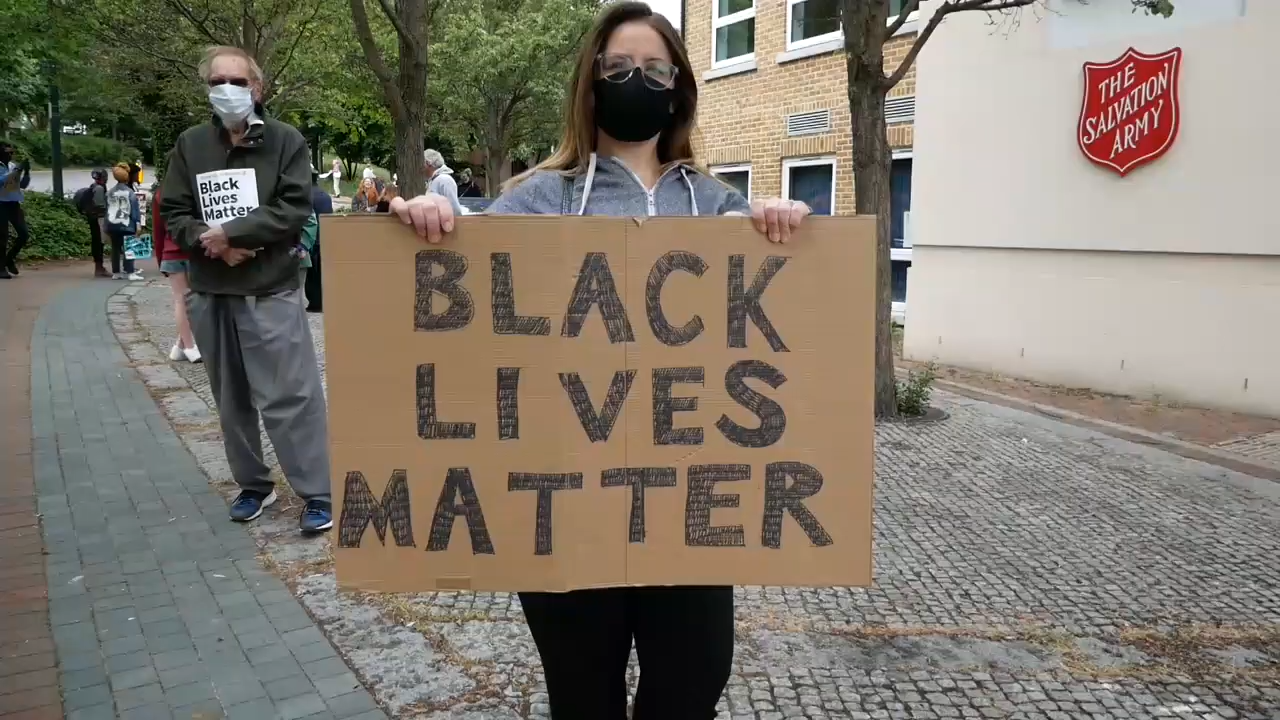 Black
Lives
Matter
BLACK
LIVES
MATTER
THE
SALVATION
ARMY